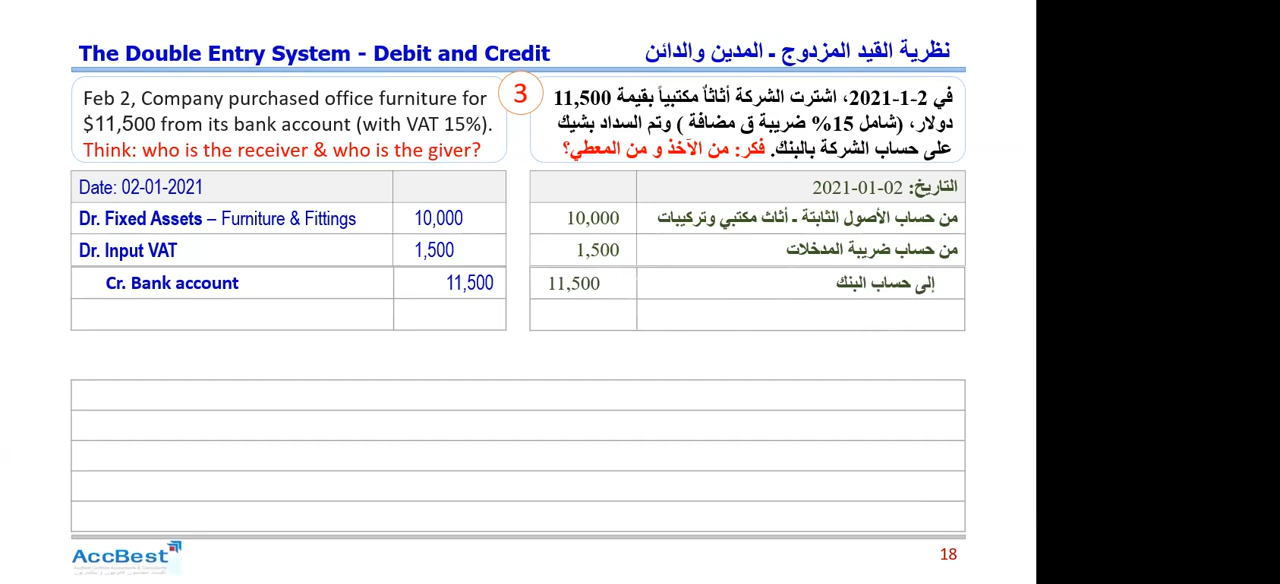 The Double Entry System - Debit and Credit
نظرية القيد المزدوج - المدين والدائن
Feb 2, Company purchased office furniture for
$11,500 from its bank account (with VAT 15%).
Think: who is the receiver & who is the giver?
3
في 2-1-2021، اشترت الشركة أثاثاً مكتبياً بقيمة 11,500
دولار، (شامل 15% ضريبة ق مضافة ) وتم السداد بشيك
على حساب الشركة بالبنك. فكر: من الآخذ و من المعطي؟
Date: 02-01-2021
Dr. Fixed Assets – Furniture & Fittings 10,000
Dr. Input VAT 1,500
Cr. Bank account 11,500
التاريخ: 02-01-2021
من حساب الأصول الثابتة - أثاث مكتبي وتركيبات 10,000
من حساب ضريبة المدخلات 1,500
إلى حساب البنك 11,500
AccBest
18